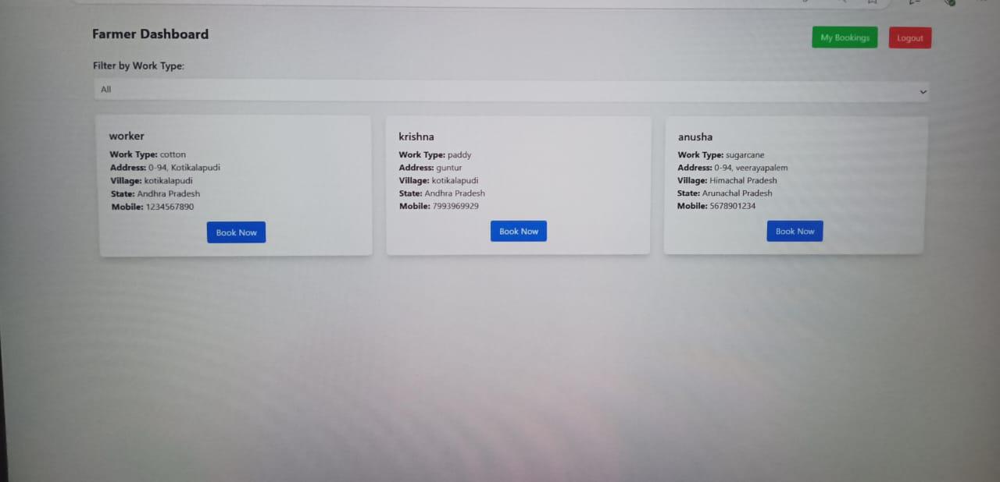 Farmer Dashboard
My Bookings
Logout
Filter by Work Type:
All
worker
Work Type: cotton
Address: 0-94, Kotikalapudi
Village: kotikalapudi
State: Andhra Pradesh
Mobile: 1234567890
Book Now
krishna
Work Type: paddy
Address: guntur
Village: kotikalapudi
State: Andhra Pradesh
Mobile: 7993969929
Book Now
anusha
Work Type: sugarcane
Address: 0-94, veerayapalem
Village: Himachal Pradesh
State: Arunachal Pradesh
Mobile: 5678901234
Book Now